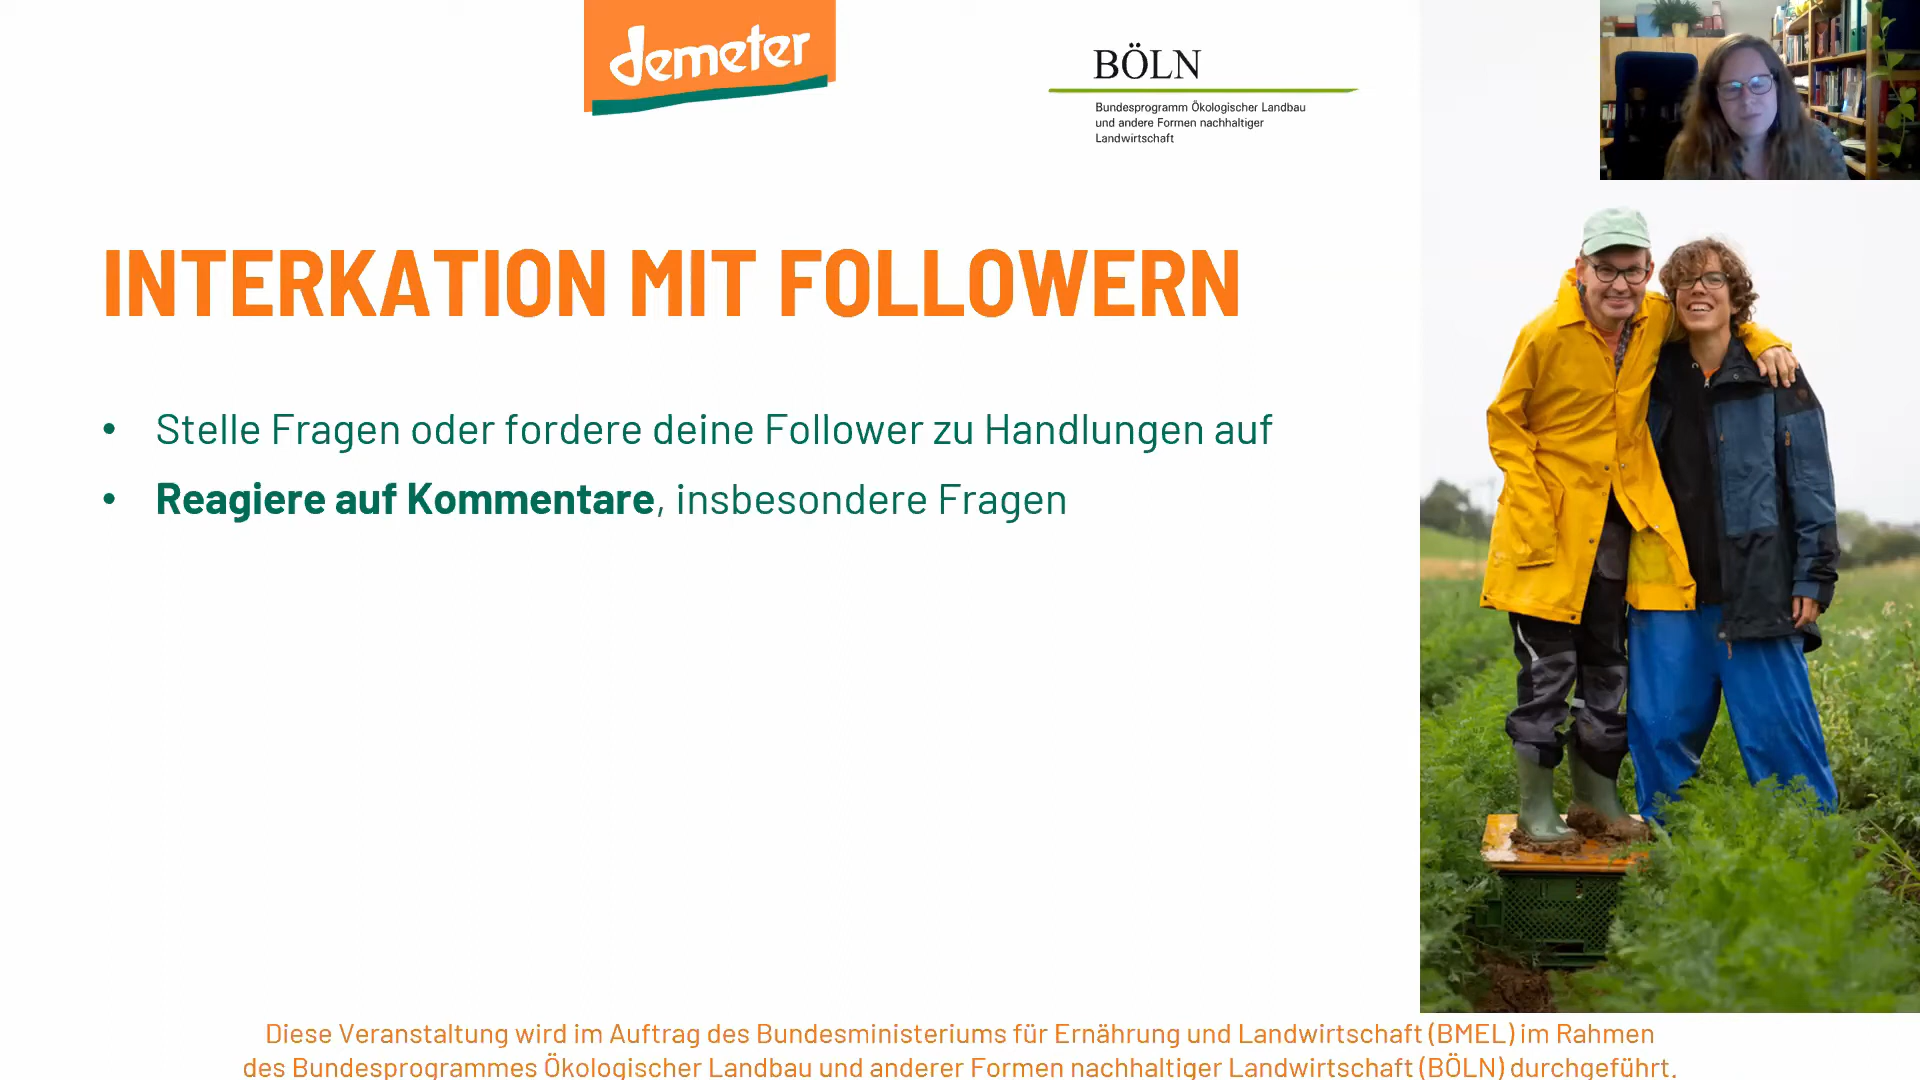 demeter
BÖLN
Bundesprogramm Ökologischer Landbau
und andere Formen nachhaltiger
Landwirtschaft
INTERKATION MIT FOLLOWERN
• Stelle Fragen oder fordere deine Follower zu Handlungen auf
• Reagiere auf Kommentare, insbesondere Fragen
Diese Veranstaltung wird im Auftrag des Bundesministeriums für Ernährung und Landwirtschaft (BMEL) im Rahmen
des Bundesprogrammes Ökologischer Landbau und anderer Formen nachhaltiger Landwirtschaft (BÖLN) durchgeführt.